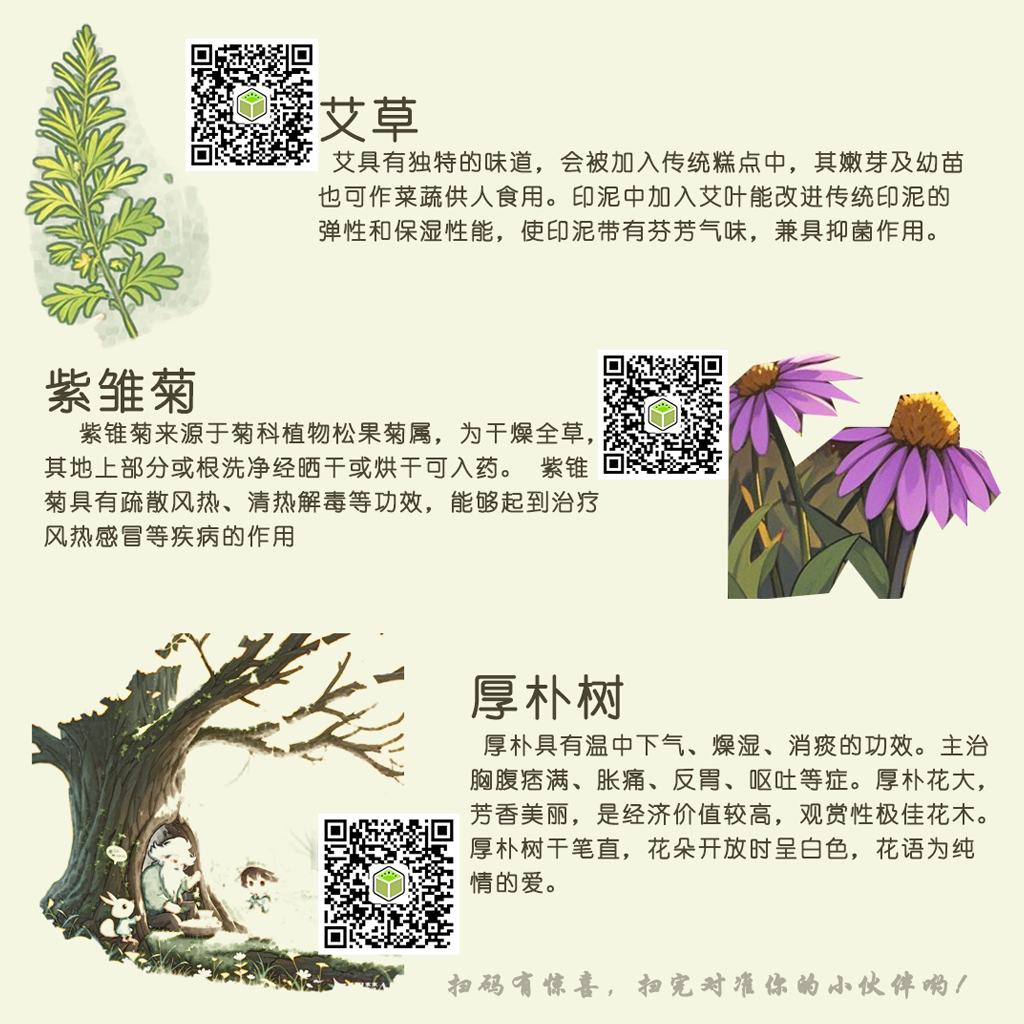 艾草
艾具有独特的味道，会被加入传统糕点中，其嫩芽及幼苗
也可作菜蔬供人食用。印泥中加入艾叶能改进传统印泥的
弹性和保湿性能，使印泥带有芬芳气味，兼具抑菌作用。
紫雏菊
紫锥菊来源于菊科植物松果菊属，为干燥全草，
其地上部分或根洗净经晒干或烘干可入药。 紫锥
菊具有疏散风热、清热解毒等功效，能够起到治疗
风热感冒等疾病的作用
厚朴树
厚朴具有温中下气、燥湿、消痰的功效。主治
胸腹痞满、胀痛、反胃、呕吐等症。厚朴花大，
芳香美丽，是经济价值较高，观赏性极佳花木。
厚朴树干笔直，花朵开放时呈白色，花语为纯
情的爱。
扫码有惊喜，扫完对准你的小伙伴哟！